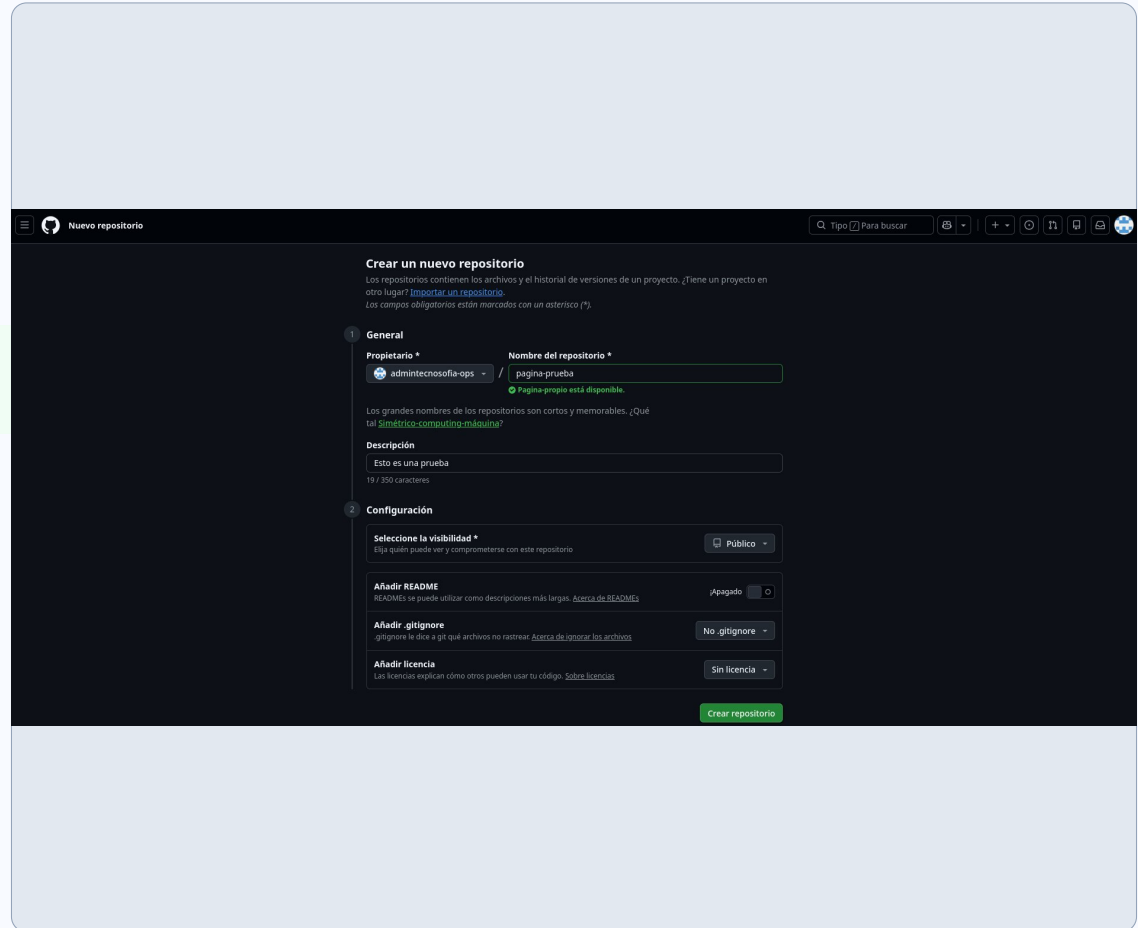 Nuevo repositorio
Tipo / Para buscar
Crear un nuevo repositorio
Los repositorios contienen los archivos y el historial de versiones de un proyecto. ¿Tiene un proyecto en
otro lugar? Importar un repositorio.
Los campos obligatorios están marcados con un asterisco (*).
1 General
Propietario * Nombre del repositorio *
admintecnosofia-ops / pagina-prueba
Pagina-propio está disponible.
Los grandes nombres de los repositorios son cortos y memorables. ¿Qué
tal Simétrico-computing-máquina?
Descripción
Esto es una prueba
19 / 350 caracteres
2 Configuración
Seleccione la visibilidad *
Elija quién puede ver y comprometerse con este repositorio
Público
Añadir README
READMEs se puede utilizar como descripciones más largas. Acerca de READMEs
¡Apagado
Añadir .gitignore
.gitignore le dice a git qué archivos no rastrear. Acerca de ignorar los archivos
No .gitignore
Añadir licencia
Las licencias explican cómo otros pueden usar tu código. Sobre licencias
Sin licencia
Crear repositorio